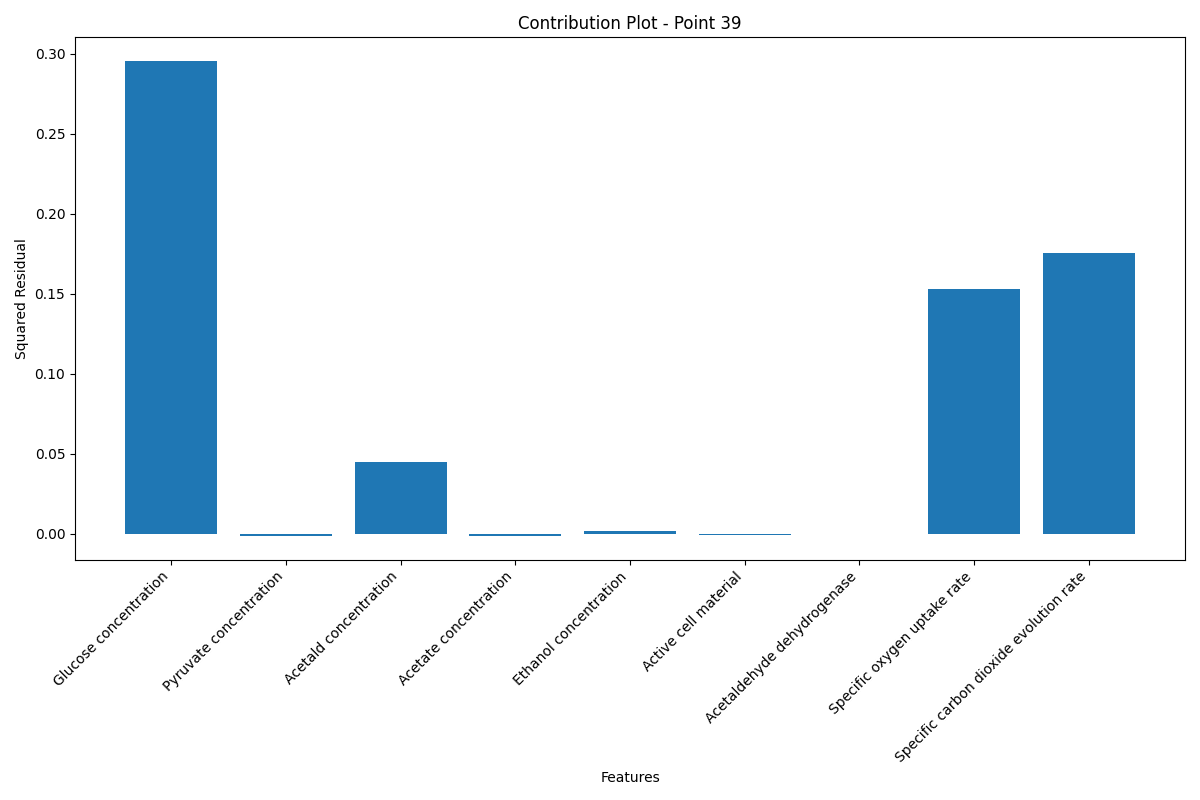 Contribution Plot - Point 39
Squared Residual
0.30
0.25
0.20
0.15
0.10
0.05
0.00
Glucose concentration
Pyruvate concentration
Acetald concentration
Acetate concentration
Ethanol concentration
Active cell material
Acetaldehyde dehydrogenase
Specific oxygen uptake rate
Specific carbon dioxide evolution rate
Features